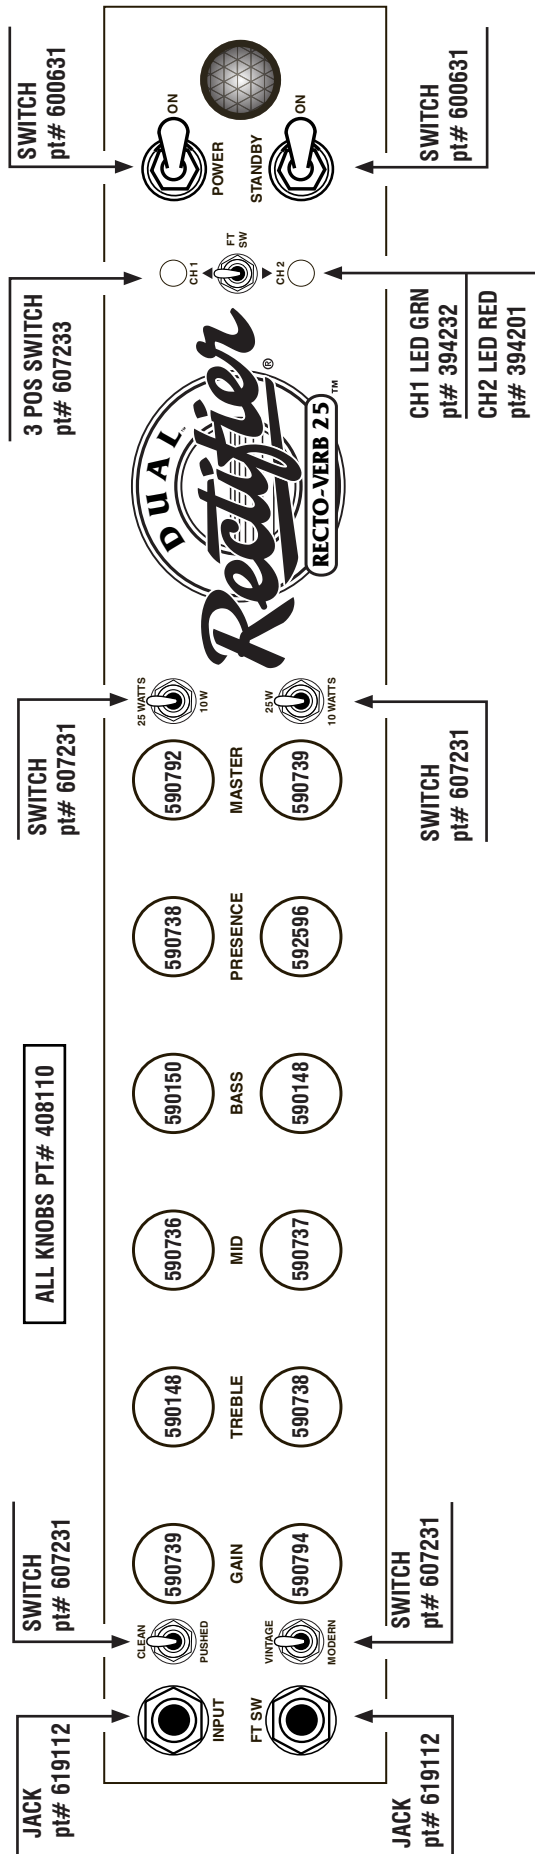 JACK
pt# 619112
SWITCH
pt# 607231
ALL KNOBS PT# 408110
SWITCH
pt# 607231
3 POS SWITCH
pt# 607233
SWITCH
pt# 600631
INPUT
CLEAN
PUSHED
590739
590148
590736
590150
590738
590792
25 WATTS
10W
GAIN
TREBLE
MID
BASS
PRESENCE
MASTER
DUAL™
Rectifier®
RECTO-VERB 25™
CH 1
FT
SW
CH 2
POWER
ON
STANDBY
ON
FT SW
VINTAGE
MODERN
590794
590738
590737
590148
592596
590739
25W
10 WATTS
JACK
pt# 619112
SWITCH
pt# 607231
SWITCH
pt# 607231
CH1 LED GRN
pt# 394232
CH2 LED RED
pt# 394201
SWITCH
pt# 600631